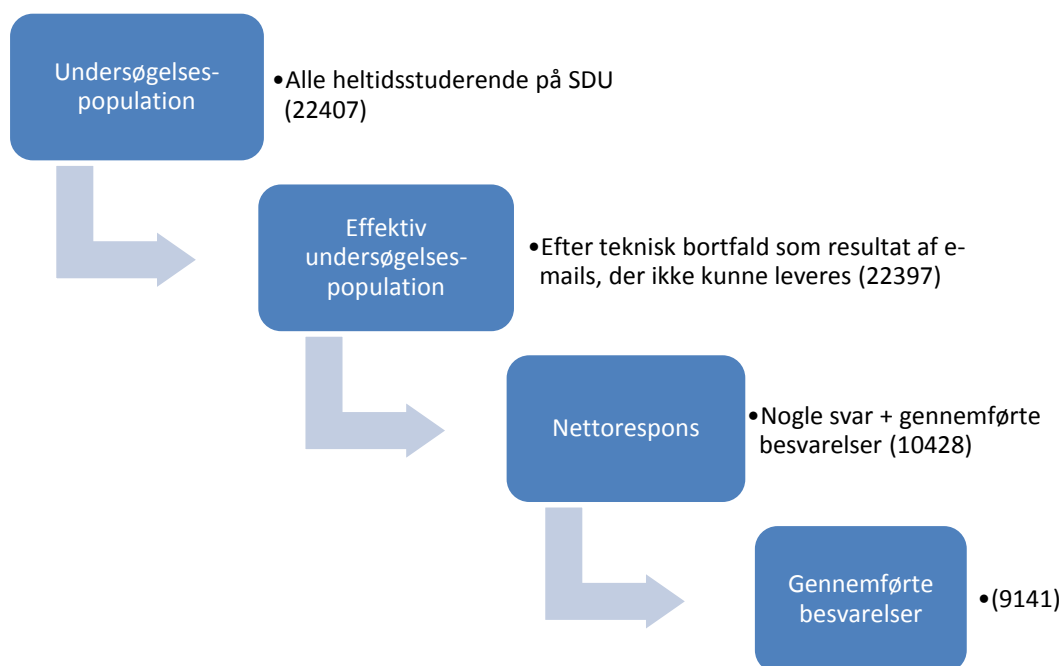 Undersøgelses-
population
•Alle heltidsstuderende på SDU
(22407)
Effektiv
undersøgelses-
population
•Efter teknisk bortfald som resultat af e-
mails, der ikke kunne leveres (22397)
Nettorespons
•Nogle svar + gennemførte
besvarelser (10428)
Gennemførte
besvarelser
•(9141)